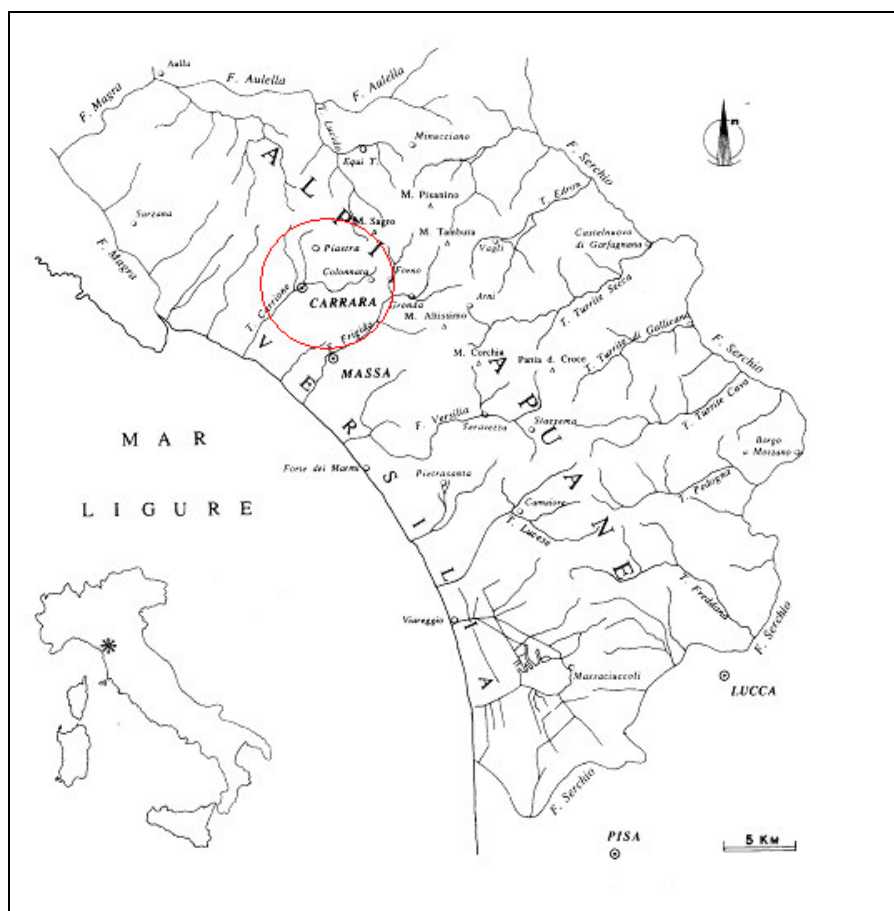 Aulla
F. Aulella
F. Aulella
F. Magra
T. Lucido
n
Minucciano
Equi T.
F. Serchio
ALPI
M. Pisanino
T. Edron
Sarzana
M. Sagro
M. Tambura
Castelnuovo
di Garfagnana
Piastra
Vagli
F. Magra
Colonnata
Forno
T. Carrione
CARRARA
Gronda
Arni
T. Turrite Secca
M. Altissimo
F. Frigido
T. Turrite di Gallicano
MASSA
M. Corchia
Pania d. Croce
F. Serchio
APUANE
VERSILIA
T. Turrite Cava
F. Versilia
Seravezza
Stazzema
MAR
Borgo
a Mozzano
Forte dei Marmi
Pietrasanta
T. Pedogna
LIGURE
Camaiore
T. Lucese
T. Freddana
Viareggio
F. Serchio
Massaciuccoli
LUCCA
F. Serchio
PISA
5 KM